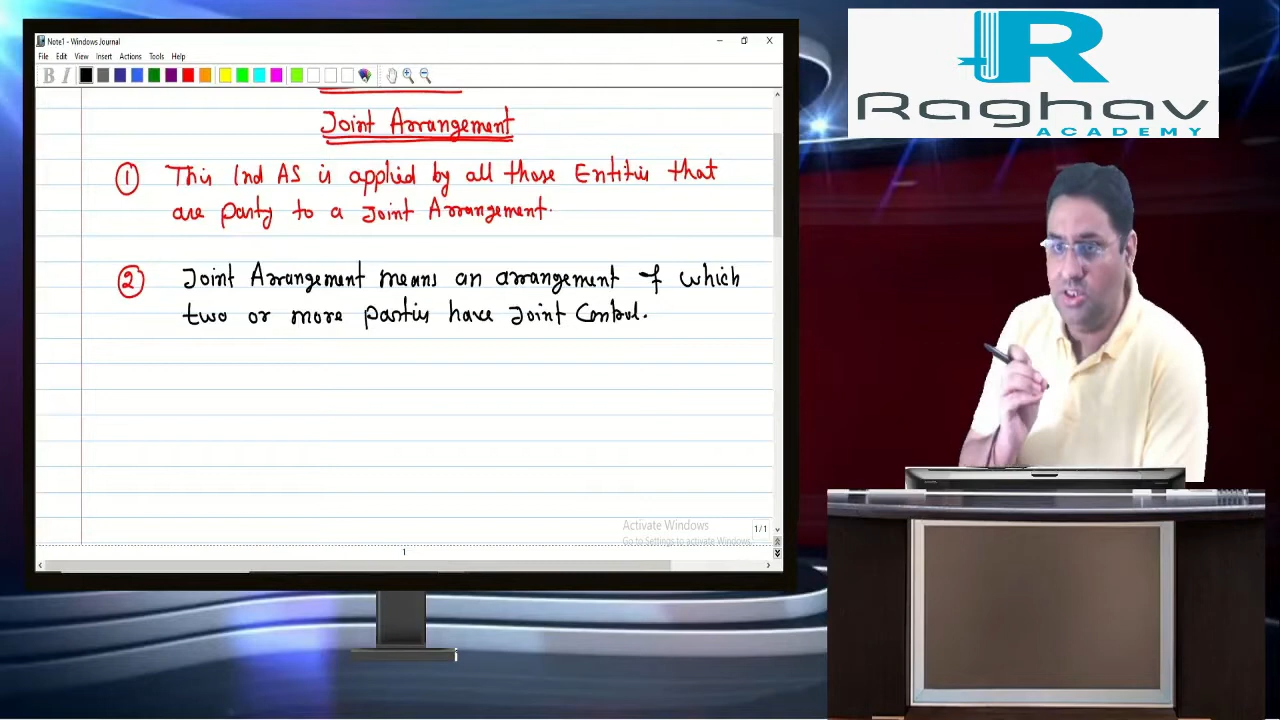 Note1 - Windows Journal
File Edit View Insert Actions Tools Help
B I
Joint Arrangement
① This Ind AS is applied by all those Entities that
are party to a Joint Arrangement.
② Joint Arrangement means an arrangement of which
two or more parties have Joint Control.
Activate Windows
Go to Settings to activate Windows.
1/1
1
R
Raghav
ACADEMY